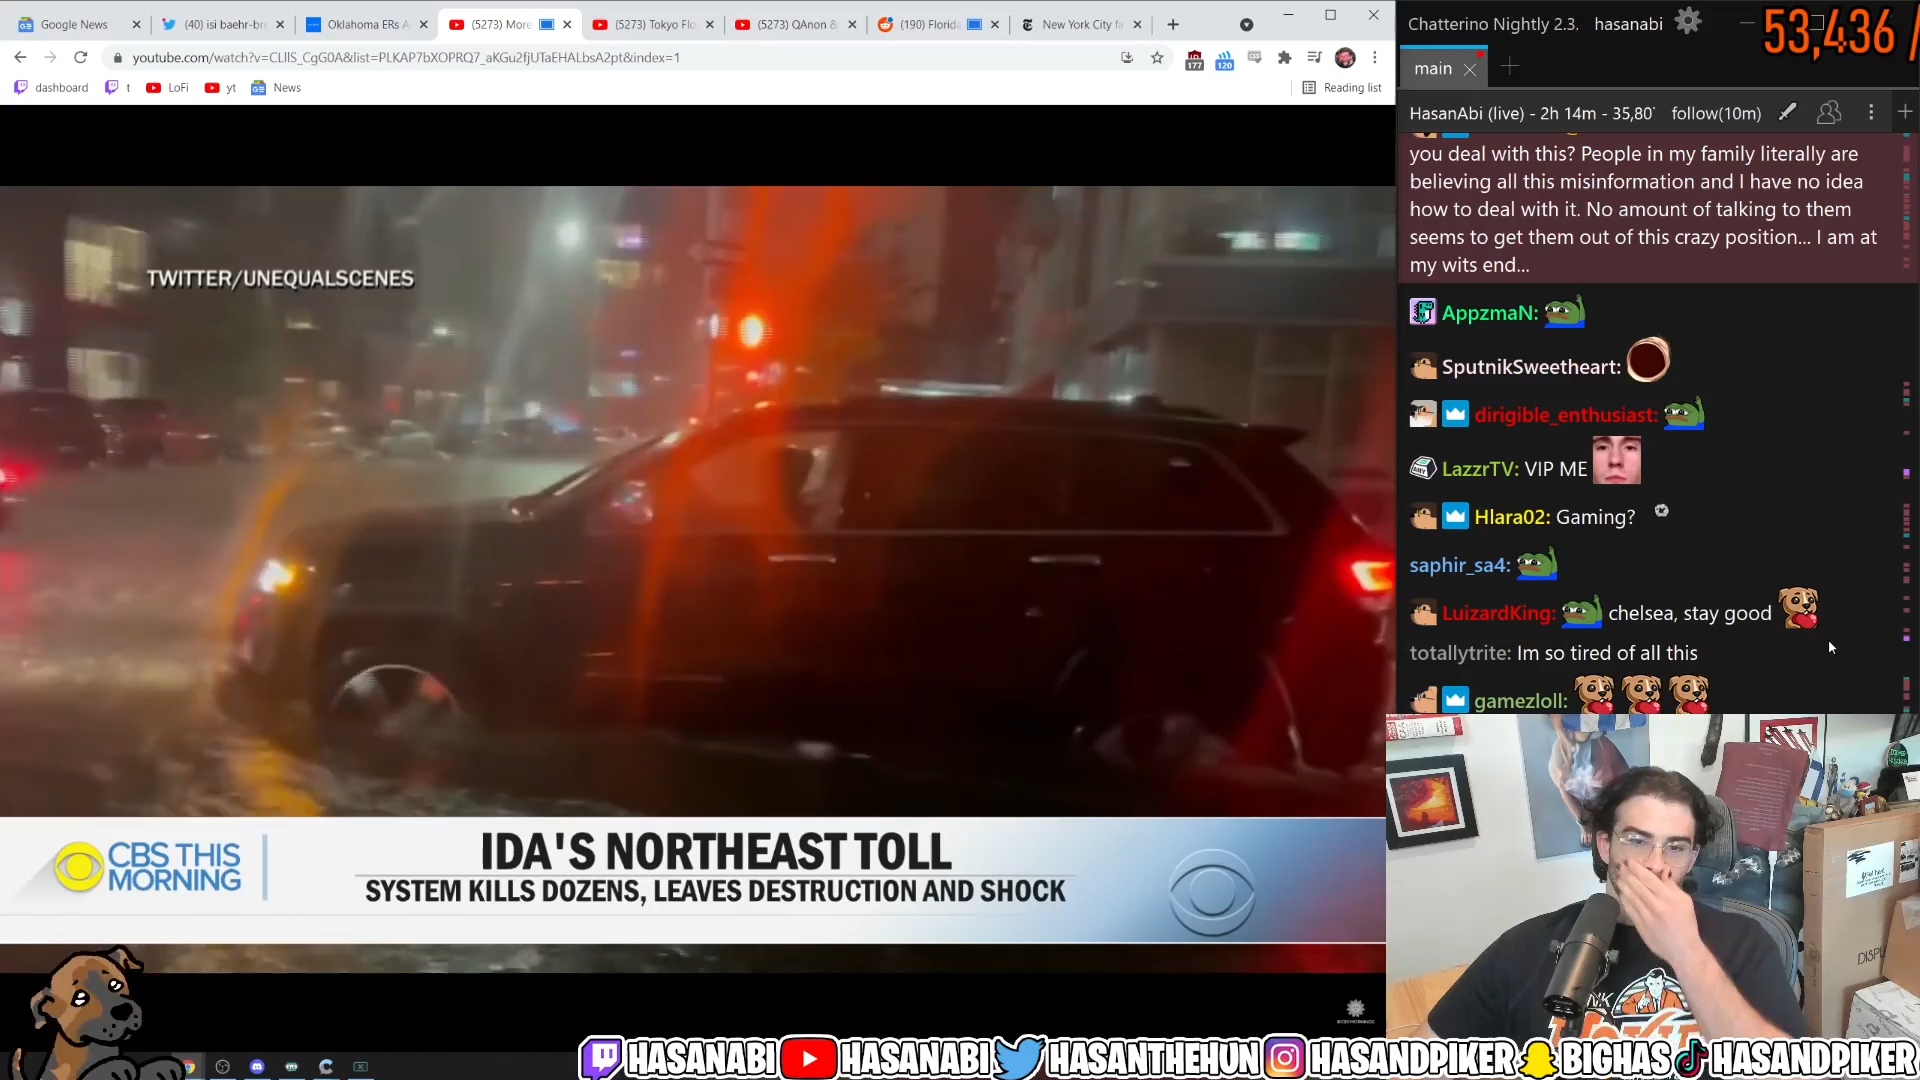 Google News
(40) isi baehr-br
Oklahoma ERs A
(5273) More
(5273) Tokyo Flo
(5273) QAnon &
(190) Florida
New York City fa
youtube.com/watch?v=CLllS_CgG0A&list=PLKAP7bXOPRQ7_aKGu2fjUTaEHALbsA2pt&index=1
177
120
dashboard
t
LoFi
yt
News
Reading list
TWITTER/UNEQUALSCENES
CBS THIS
MORNING
IDA'S NORTHEAST TOLL
SYSTEM KILLS DOZENS, LEAVES DESTRUCTION AND SHOCK
Chatterino Nightly 2.3.
hasanabi
53,436 /
main
HasanAbi (live) - 2h 14m - 35,80
follow(10m)
you deal with this? People in my family literally are
believing all this misinformation and I have no idea
how to deal with it. No amount of talking to them
seems to get them out of this crazy position... I am at
my wits end...
AppzmaN:
SputnikSweetheart:
dirigible_enthusiast:
LazzrTV: VIP ME
Hlara02: Gaming?
saphir_sa4:
LuizardKing: chelsea, stay good
totallytrite: Im so tired of all this
gamezloll:
HASANABI
HASANABI
HASANTHEHUN
HASANDPIKER
BIGHAS
HASANDPIKER